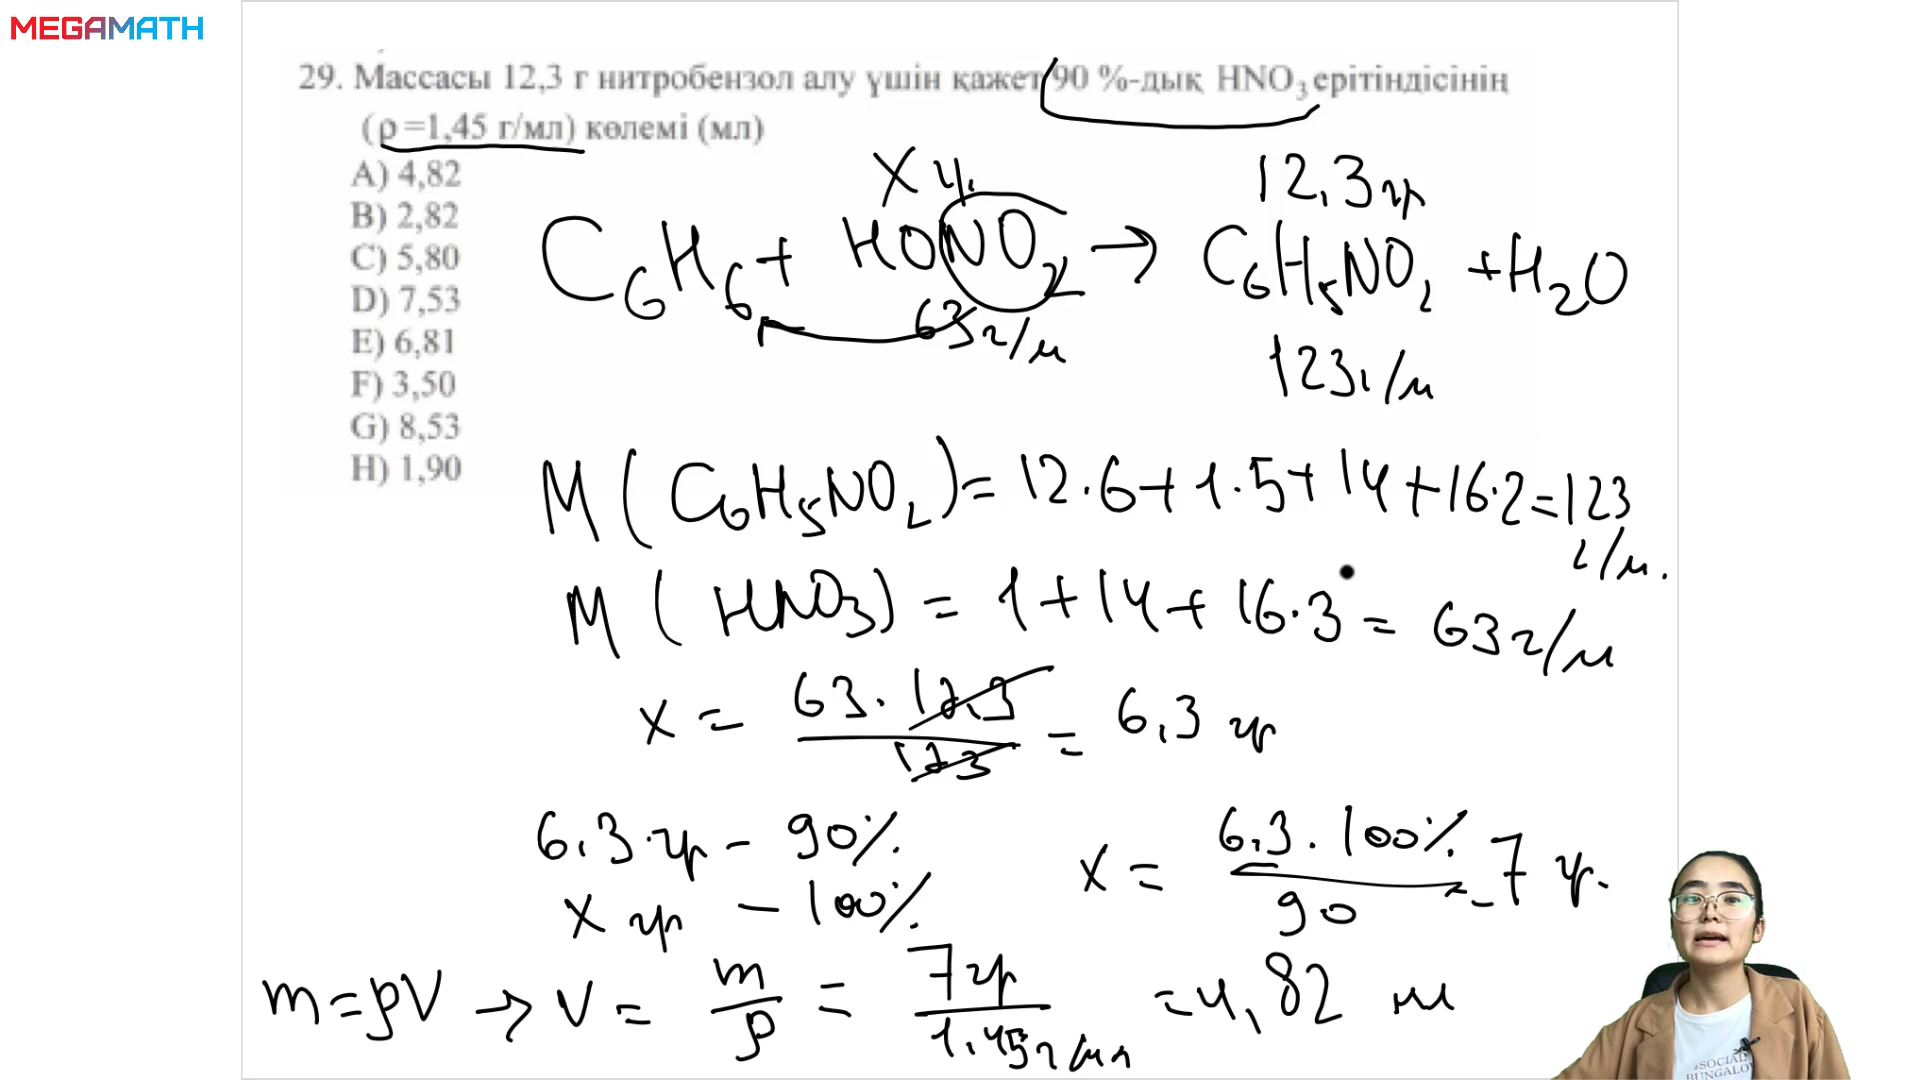 MEGAMATH
29. Массасы 12,3 г нитробензол алу үшін қажет 90 %-дық HNO₃ ерітіндісінің
(ρ=1,45 г/мл) көлемі (мл)
A) 4,82
B) 2,82
C) 5,80
D) 7,53
E) 6,81
F) 3,50
G) 8,53
H) 1,90
X гр 12,3 гр
C₆H₆ + HONO₂ → C₆H₅NO₂ + H₂O
63 г/м 123 г/м
M(C₆H₅NO₂) = 12·6+1·5+14+16·2=123
г/м.
M(HNO3) = 1+14+16·3 = 63 г/м
x = 63·12,3 / 123 = 6,3 гр
6,3 гр - 90%
x гр - 100%
x = 6,3·100% / 90 = 7 гр.
m=ρV → V = m/ρ = 7гр / 1,45г/мл = 4,82 мл
#SOCIAL
BUNGALO